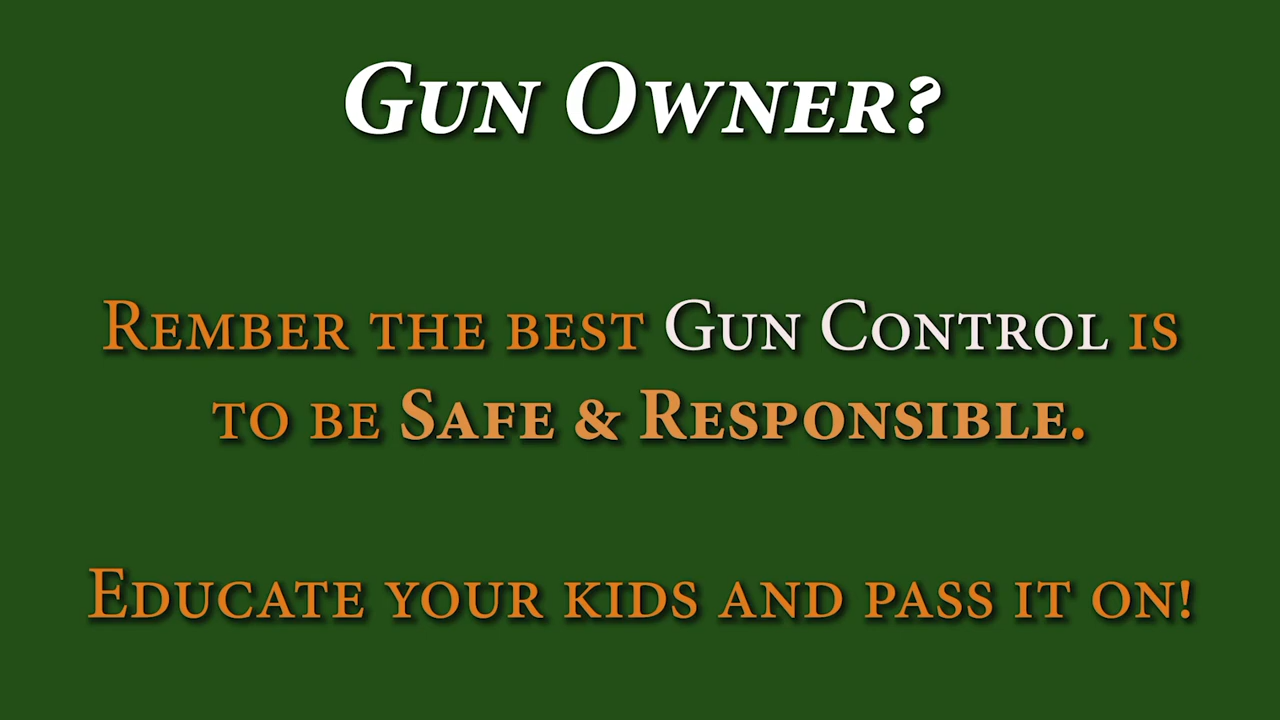 Gun Owner?
Rember the best Gun Control is
to be Safe & Responsible.
Educate your kids and pass it on!